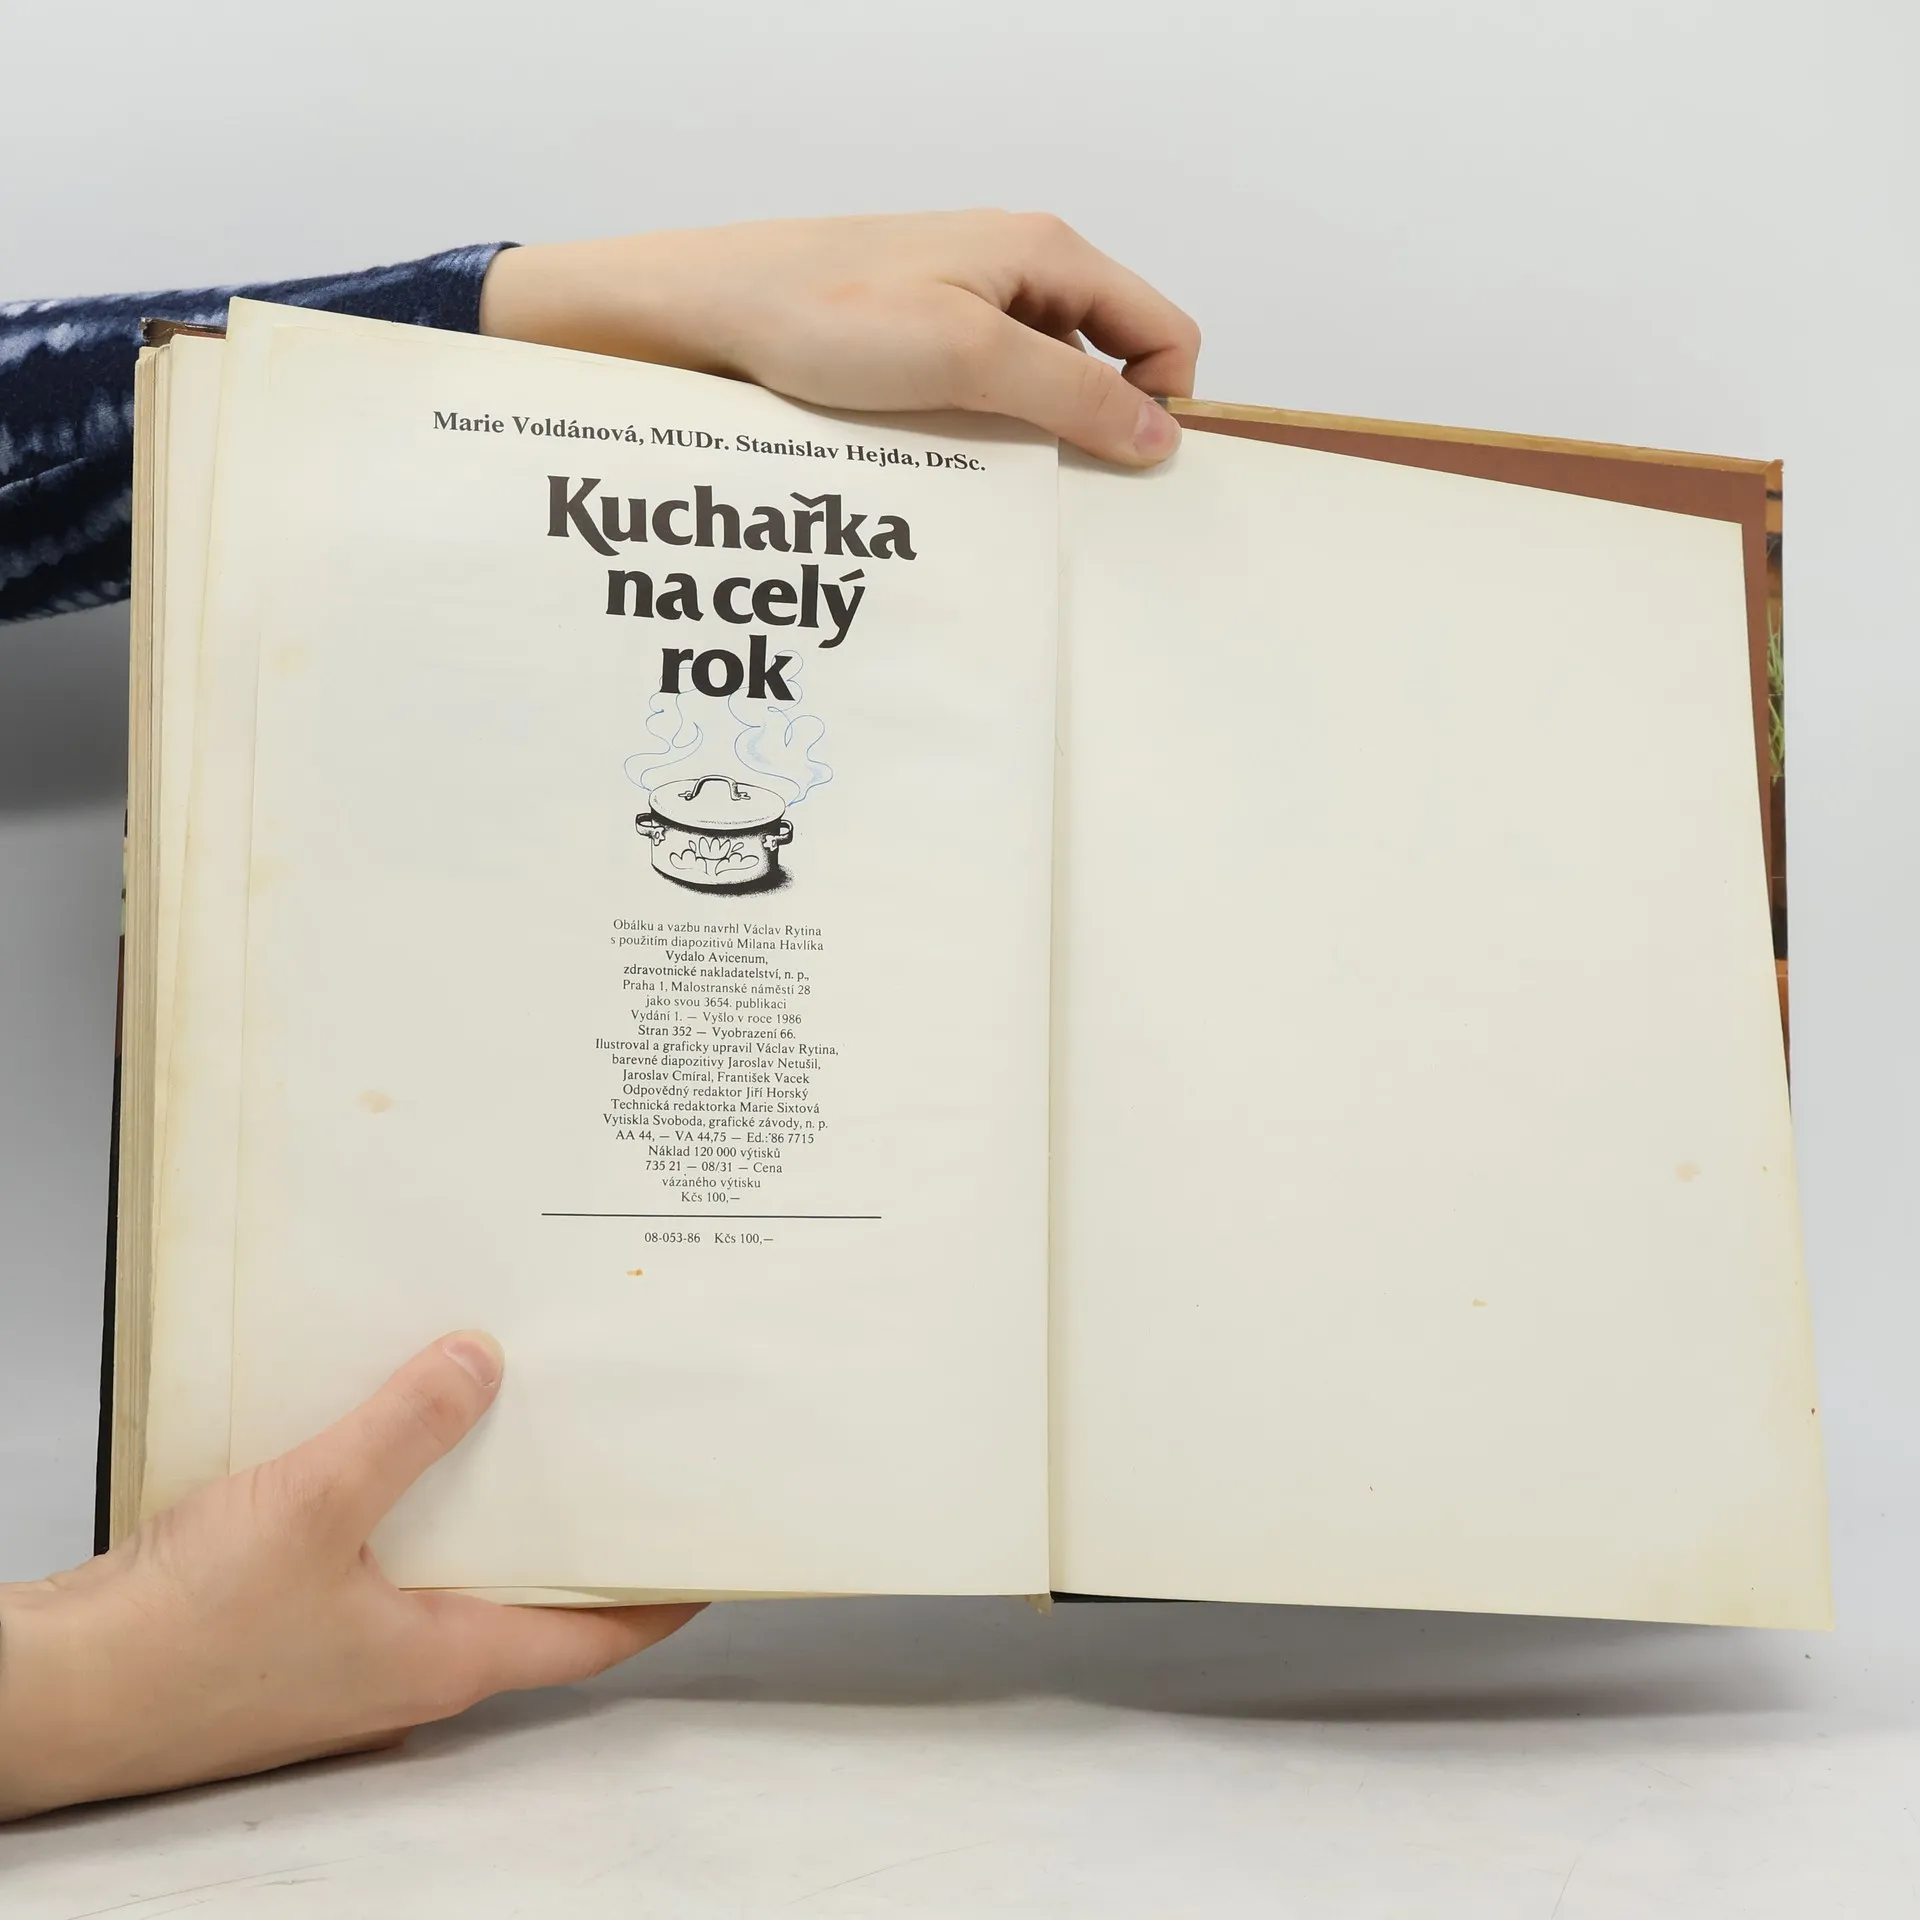 Marie Voldánová, MUDr. Stanislav Hejda, DrSc.
Kuchařka
na celý
rok
Obálku a vazbu navrhl Václav Rytina
s použitím diapozitivů Milana Havlíka
Vydalo Avicenum,
zdravotnické nakladatelství, n. p.,
Praha 1, Malostranské náměstí 28
jako svou 3654. publikaci
Vydání 1. — Vyšlo v roce 1986
Stran 352 — Vyobrazení 66.
Ilustroval a graficky upravil Václav Rytina,
barevné diapozitivy Jaroslav Netušil,
Jaroslav Cmíral, František Vacek
Odpovědný redaktor Jiří Horský
Technická redaktorka Marie Sixtová
Vytiskla Svoboda, grafické závody, n. p.
AA 44, — VA 44,75 — Ed.: 86 7715
Náklad 120 000 výtisků
735 21 — 08/31 — Cena
vázaného výtisku
Kčs 100,—
08-053-86 Kčs 100,—